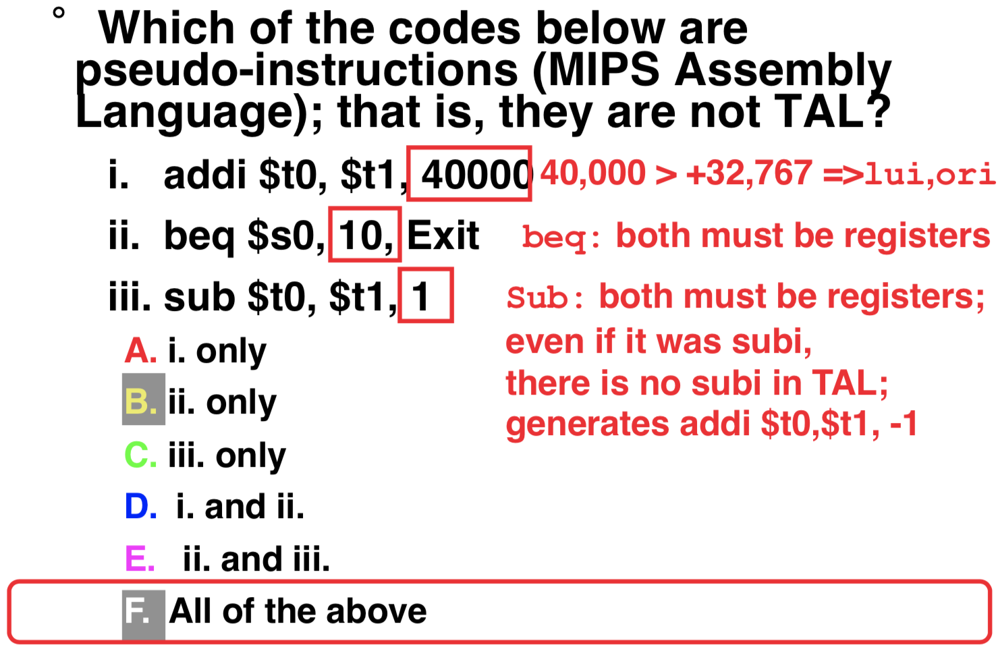 ° Which of the codes below are
pseudo-instructions (MIPS Assembly
Language); that is, they are not TAL?
i. addi $t0, $t1, 40000 40,000 > +32,767 =>lui,ori
ii. beq $s0, 10, Exit beq: both must be registers
iii. sub $t0, $t1, 1 Sub: both must be registers;
A. i. only even if it was subi,
B. ii. only there is no subi in TAL;
generates addi $t0,$t1, -1
C. iii. only
D. i. and ii.
E. ii. and iii.
F. All of the above